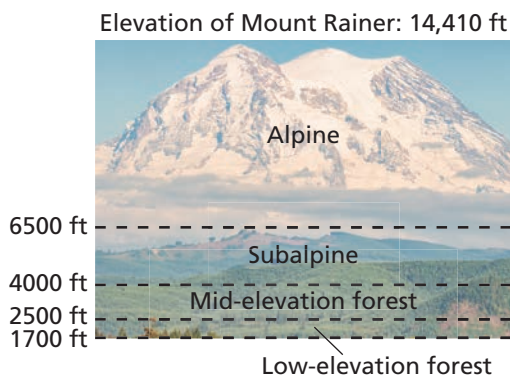 Elevation of Mount Rainer: 14,410 ft
Alpine
6500 ft
Subalpine
4000 ft
Mid-elevation forest
2500 ft
1700 ft
Low-elevation forest